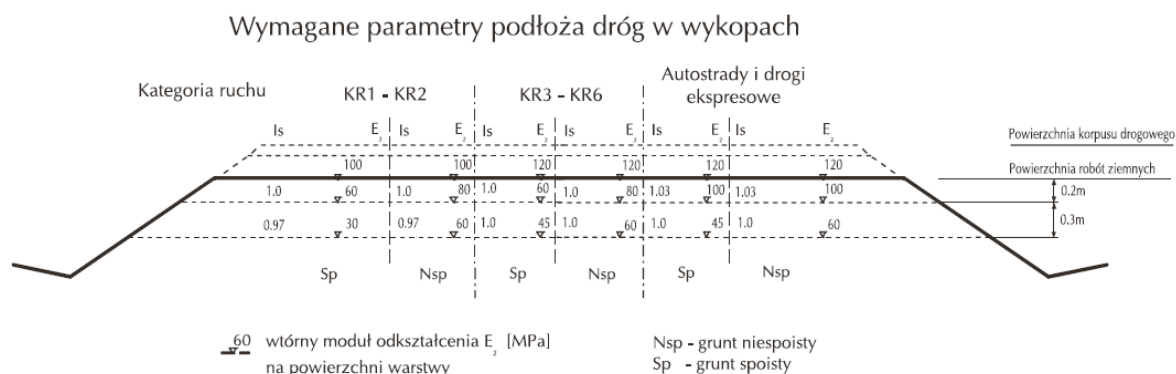 Wymagane parametry podłoża dróg w wykopach
Kategoria ruchu KR1 - KR2 KR3 - KR6 Autostrady i drogi
ekspresowe
Is E₂ Is E₂ Is E₂ Is E₂ Is E₂ Is E₂
Powierzchnia korpusu drogowego
100 100 120 120 120 120
Powierzchnia robót ziemnych
1.0 60 1.0 80 1.0 60 1.0 80 1.03 100 1.03 100 0.2m
0.97 30 0.97 60 1.0 45 1.0 60 1.0 45 1.0 60 0.3m
Sp Nsp Sp Nsp Sp Nsp
60 wtórny moduł odkształcenia E₂ [MPa]
na powierzchni warstwy
Nsp - grunt niespoisty
Sp - grunt spoisty